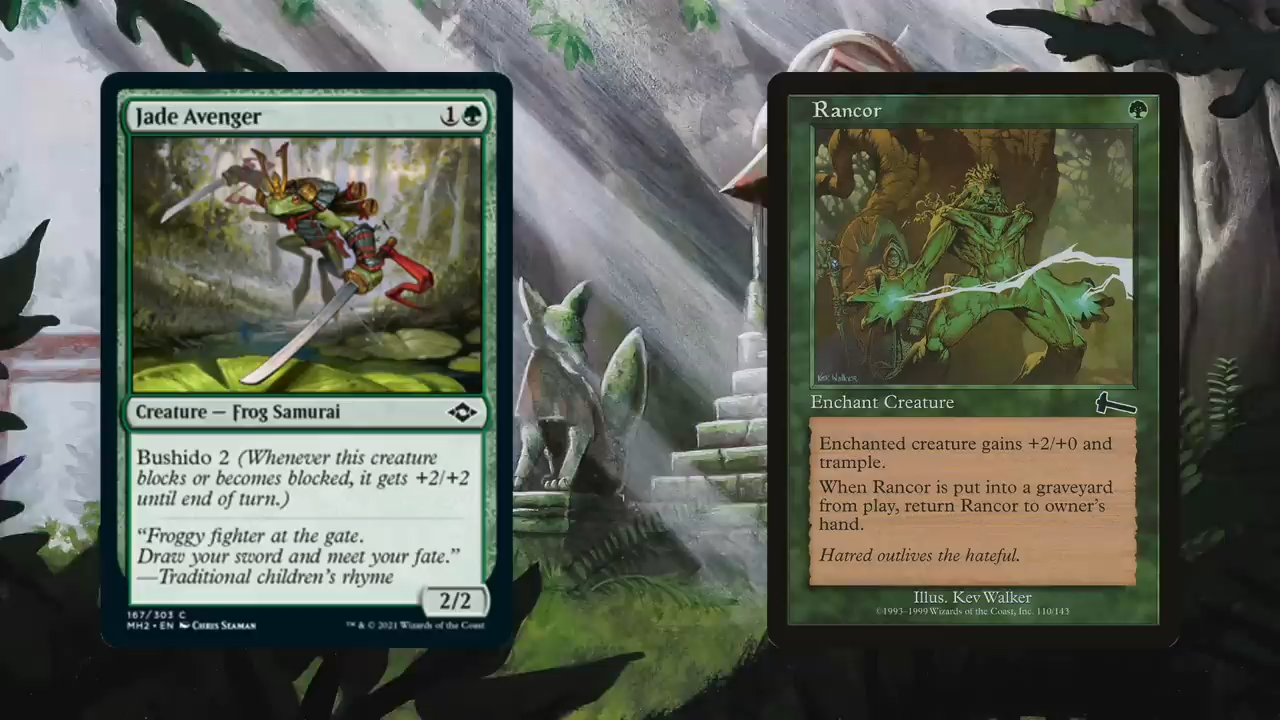 Jade Avenger 1
Creature — Frog Samurai
Bushido 2 (Whenever this creature
blocks or becomes blocked, it gets +2/+2
until end of turn.)
“Froggy fighter at the gate.
Draw your sword and meet your fate.”
—Traditional children's rhyme
2/2
167/303 C
MH2 • EN Chris Seaman
™ & © 2021 Wizards of the Coast
Rancor
Kev Walker
Enchant Creature
Enchanted creature gains +2/+0 and
trample.
When Rancor is put into a graveyard
from play, return Rancor to owner's
hand.
Hatred outlives the hateful.
Illus. Kev Walker
©1993-1999 Wizards of the Coast, Inc. 110/143